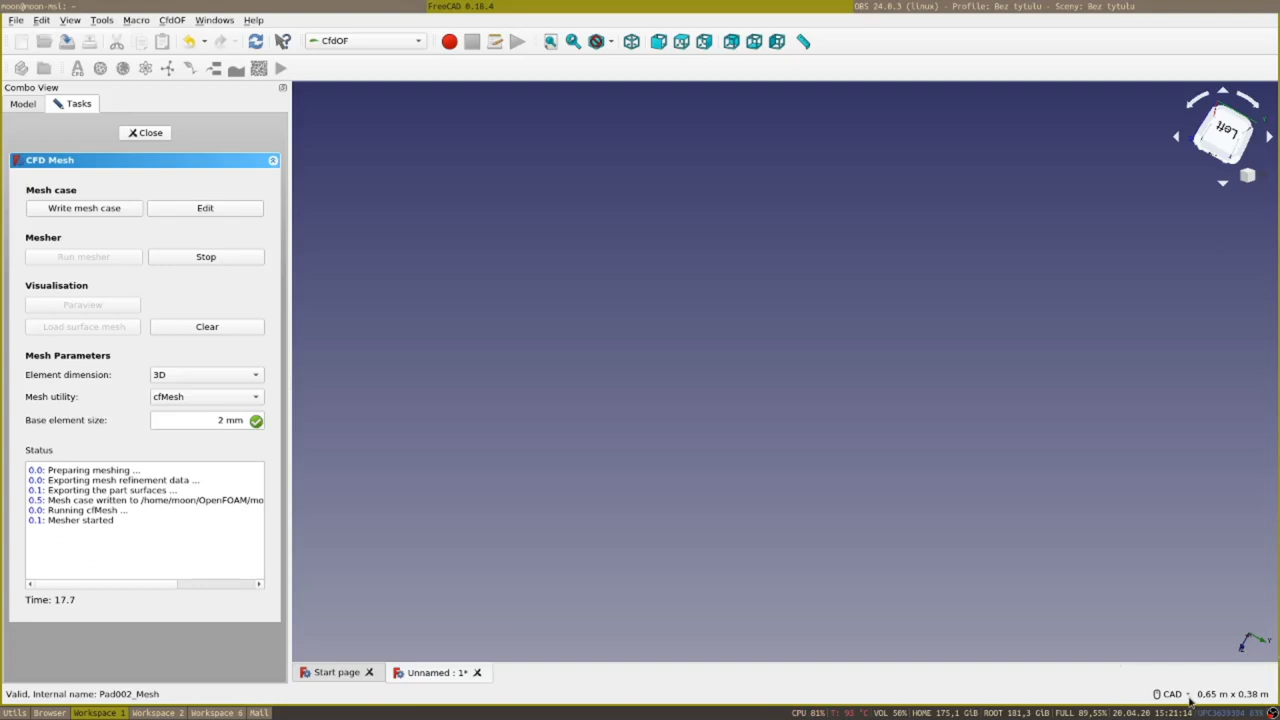 moon@moon-msi: ~
FreeCAD 0.18.4
OBS 24.0.3 (linux) - Profile: Bez tytułu - Sceny: Bez tytułu
File Edit View Tools Macro CfdOF Windows Help
CfdOF
Combo View
Model Tasks
Close
CFD Mesh
Mesh case
Write mesh case Edit
Mesher
Run mesher Stop
Visualisation
Paraview
Load surface mesh Clear
Mesh Parameters
Element dimension: 3D
Mesh utility: cfMesh
Base element size: 2 mm
Status
0.0: Preparing meshing ...
0.0: Exporting mesh refinement data ...
0.1: Exporting the part surfaces ...
0.5: Mesh case written to /home/moon/OpenFOAM/mo
0.0: Running cfMesh ...
0.1: Mesher started
Time: 17.7
Left
Y
Start page Unnamed : 1*
Valid, Internal name: Pad002_Mesh
CAD 0,65 m x 0.38 m
Utils Browser Workspace 1 Workspace 2 Workspace 6 Mail
CPU 81% T: 93 °C VOL 50% HOME 175,1 GiB ROOT 181,3 GiB FULL 89,55% 20.04.26 15:21:14